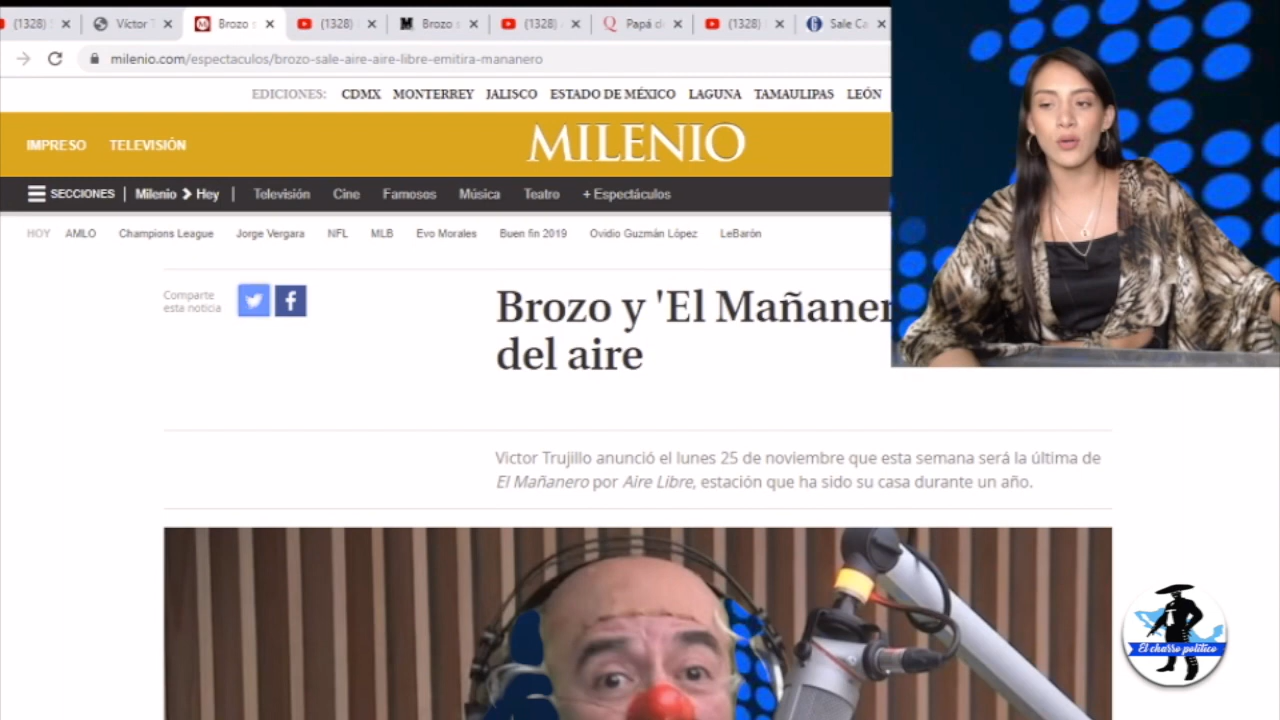 (1328)
Víctor T
Brozo s
(1328)
Brozo
(1328)
Papá d
(1328)
Sale Ca
milenio.com/espectaculos/brozo-sale-aire-aire-libre-emitira-mananero
EDICIONES: CDMX MONTERREY JALISCO ESTADO DE MÉXICO LAGUNA TAMAULIPAS LEÓN
IMPRESO TELEVISIÓN MILENIO
SECCIONES | Milenio > Hey | Televisión Cine Famosos Música Teatro + Espectáculos
HOY AMLO Champions League Jorge Vergara NFL MLB Evo Morales Buen fin 2019 Ovidio Guzmán López LeBarón
Comparte
esta noticia
Brozo y 'El Mañaner
del aire
Victor Trujillo anunció el lunes 25 de noviembre que esta semana será la última de
El Mañanero por Aire Libre, estación que ha sido su casa durante un año.
El charro político